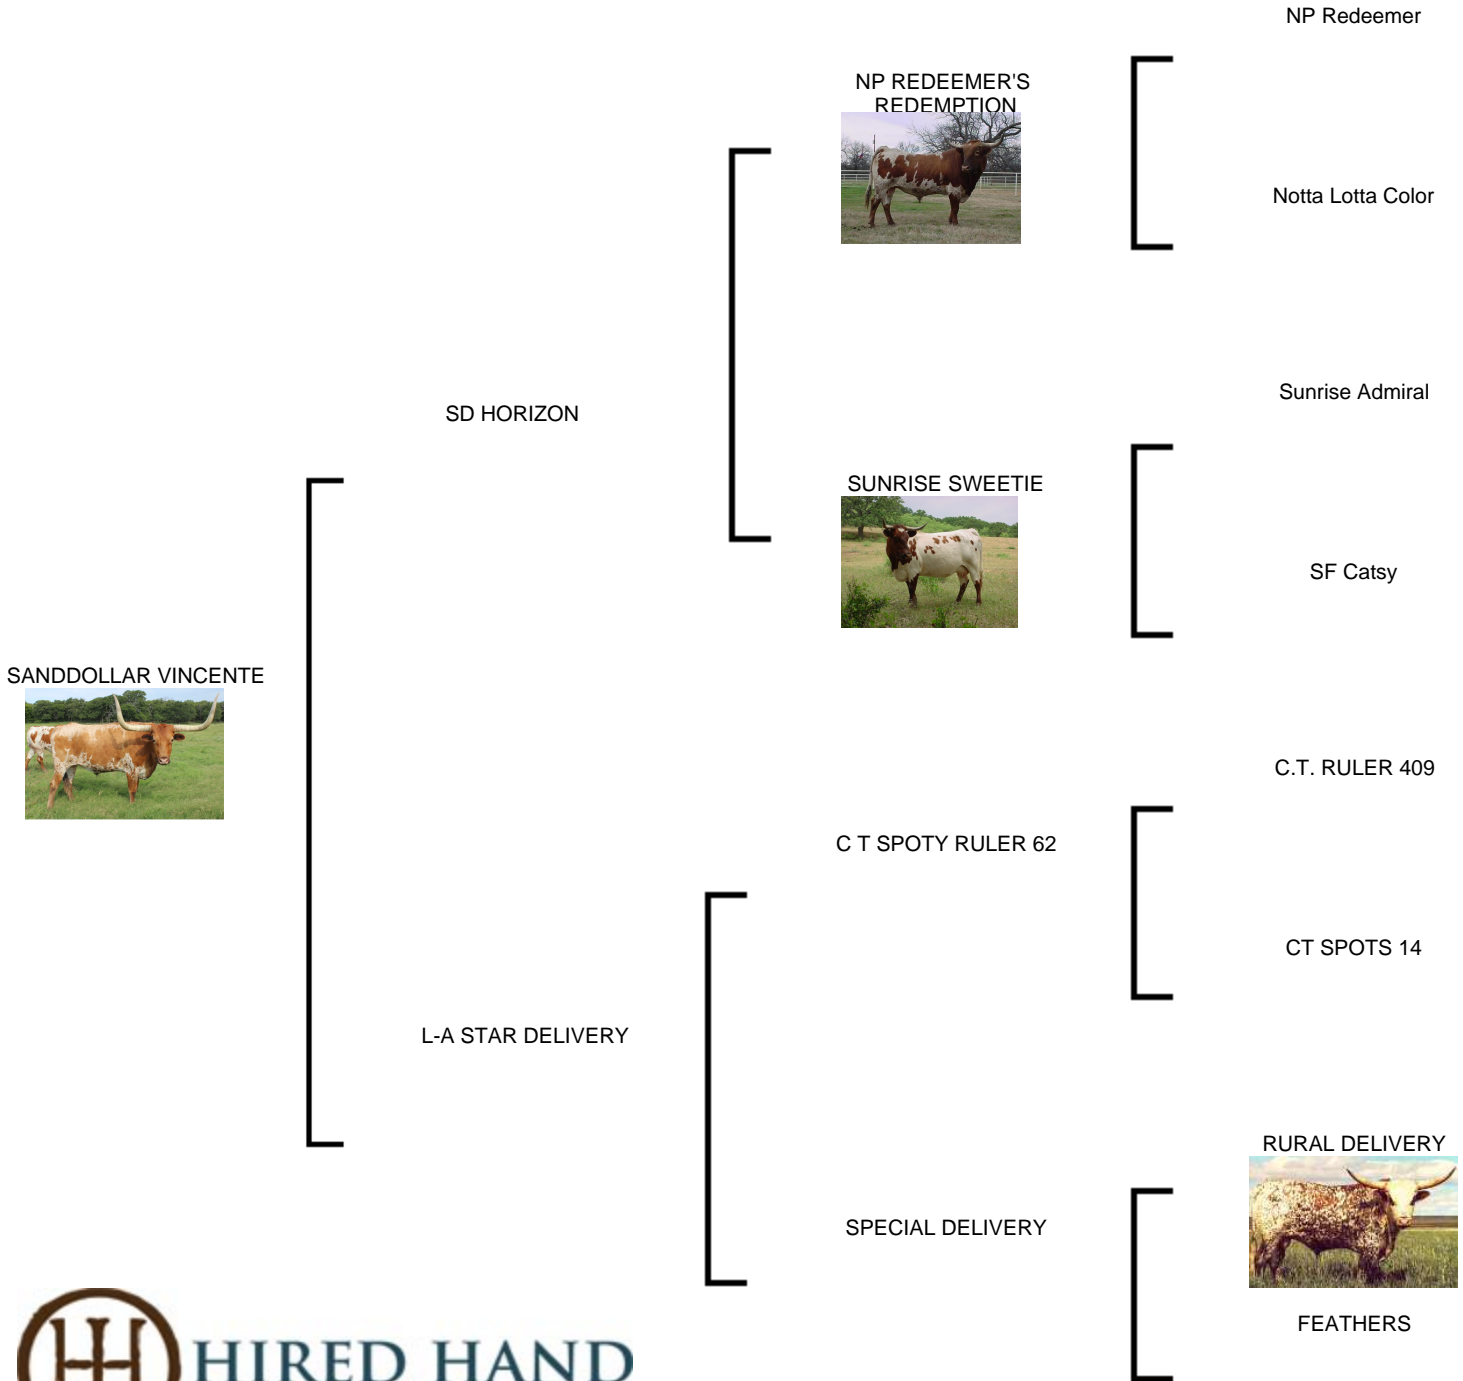 NP Redeemer
NP REDEEMER'S
REDEMPTION
Notta Lotta Color
Sunrise Admiral
SD HORIZON
SUNRISE SWEETIE
SF Catsy
SANDDOLLAR VINCENTE
C.T. RULER 409
C T SPOTY RULER 62
CT SPOTS 14
L-A STAR DELIVERY
RURAL DELIVERY
SPECIAL DELIVERY
FEATHERS
HIRED HAND